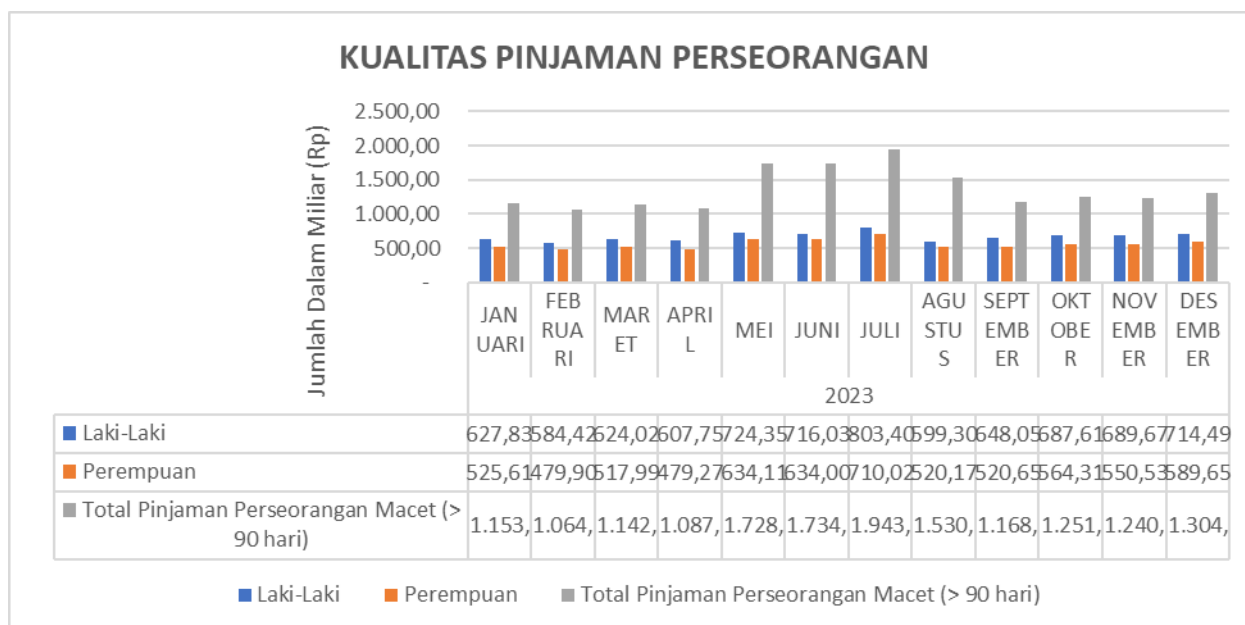 KUALITAS PINJAMAN PERSEORANGAN
Jumlah Dalam Miliar (Rp)
2.500,00
2.000,00
1.500,00
1.000,00
500,00
-
JAN
UARI
FEB
RUA
RI
MAR
ET
APRI
L
MEI
JUNI
JULI
AGU
STU
S
SEPT
EMB
ER
OKT
OBE
R
NOV
EMB
ER
DES
EMB
ER
2023
Laki-Laki 627,83 584,42 624,02 607,75 724,35 716,03 803,40 599,30 648,05 687,61 689,67 714,49
Perempuan 525,61 479,90 517,99 479,27 634,11 634,00 710,02 520,17 520,65 564,31 550,53 589,65
Total Pinjaman Perseorangan Macet (>
90 hari)
1.153, 1.064, 1.142, 1.087, 1.728, 1.734, 1.943, 1.530, 1.168, 1.251, 1.240, 1.304,
Laki-Laki Perempuan Total Pinjaman Perseorangan Macet (> 90 hari)